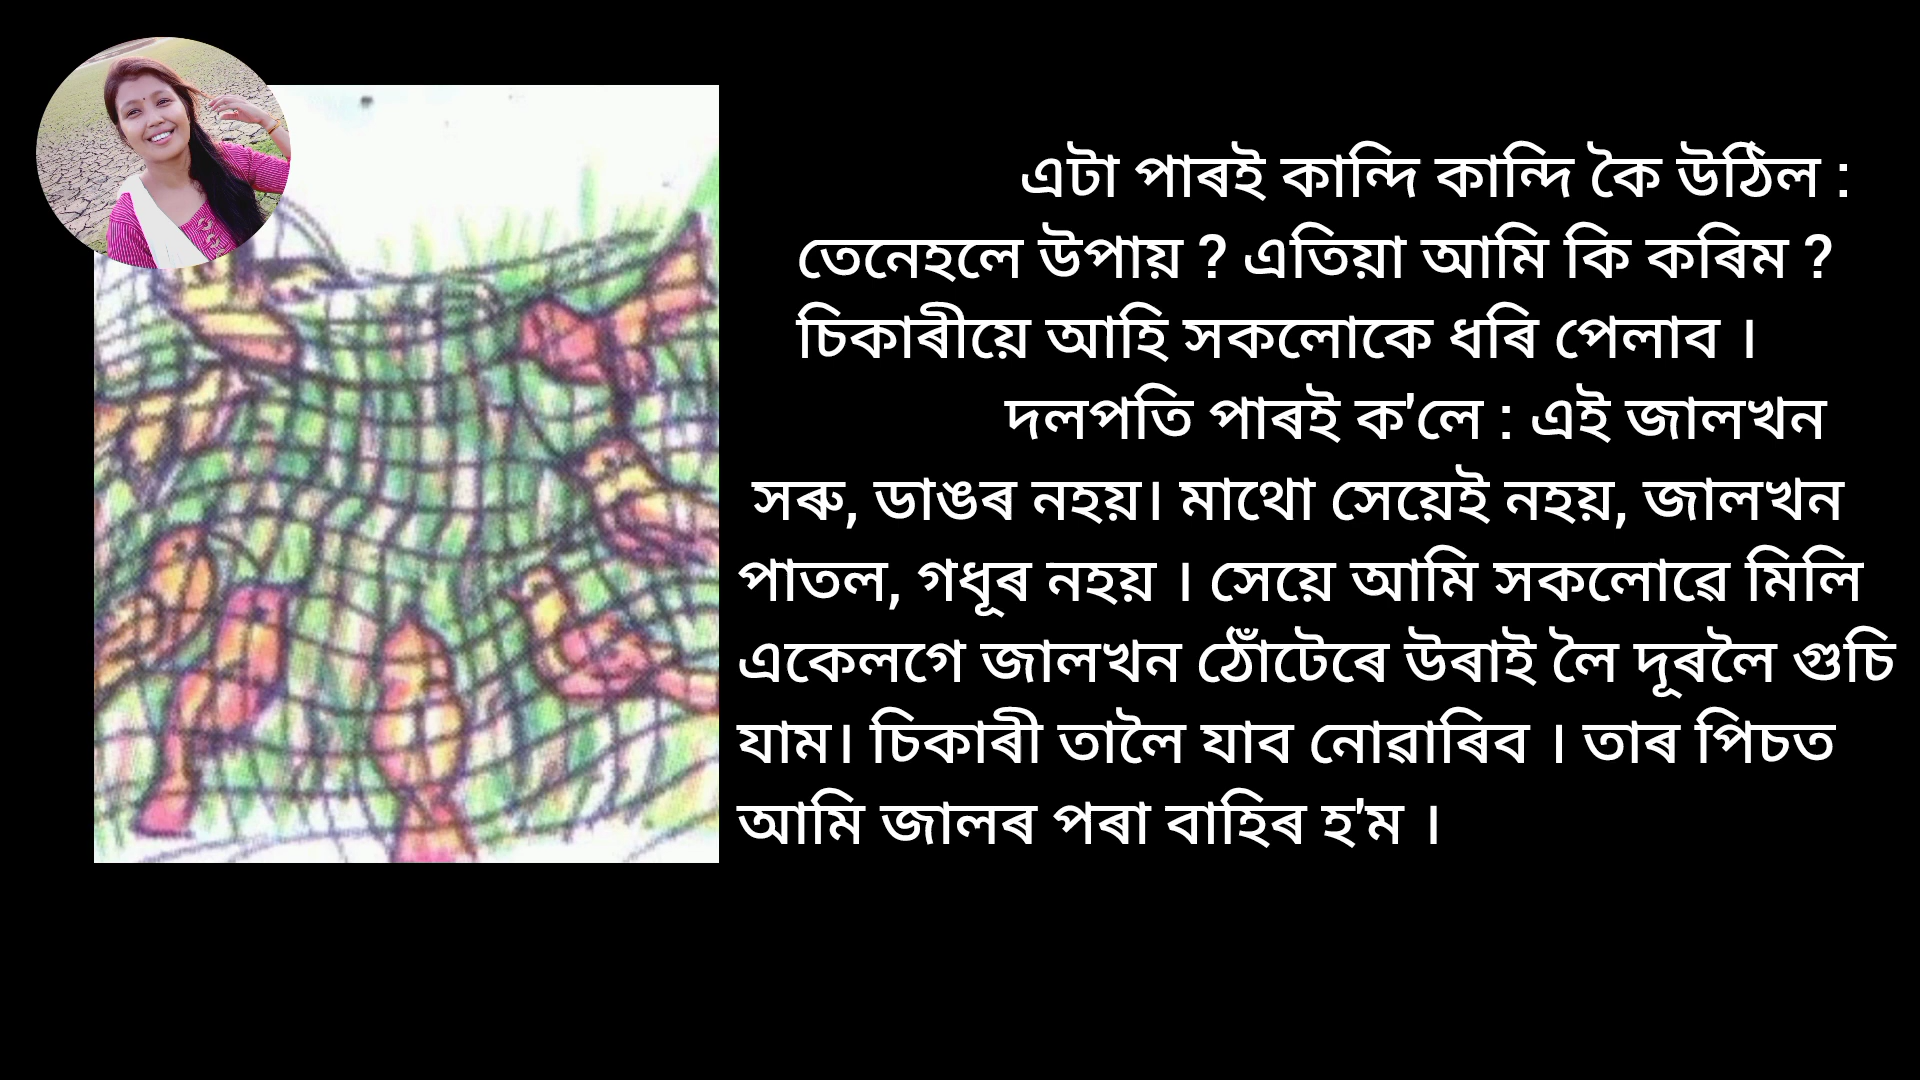 এটা পাৰই কান্দি কান্দি কৈ উঠিল :
তেনেহলে উপায় ? এতিয়া আমি কি কৰিম ?
চিকাৰীয়ে আহি সকলোকে ধৰি পেলাব ।
দলপতি পাৰই ক'লে : এই জালখন
সৰু, ডাঙৰ নহয়। মাথো সেয়েই নহয়, জালখন
পাতল, গধূৰ নহয় । সেয়ে আমি সকলোৱে মিলি
একেলগে জালখন ঠোঁটেৰে উৰাই লৈ দূৰলৈ গুচি
যাম। চিকাৰী তালৈ যাব নোৱাৰিব । তাৰ পিচত
আমি জালৰ পৰা বাহিৰ হ'ম ।